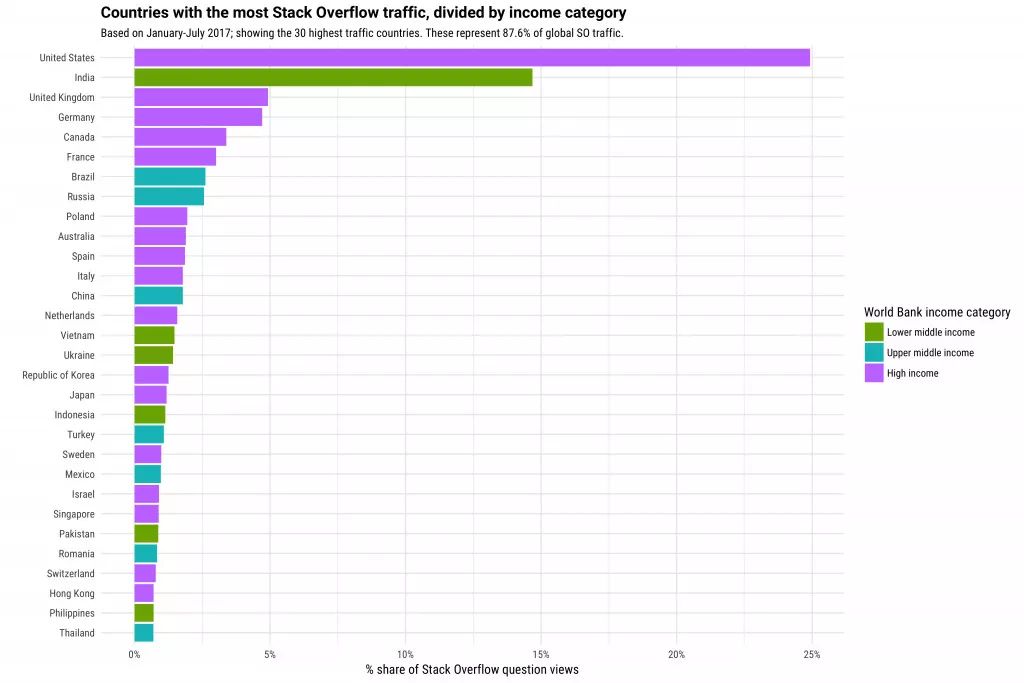 Countries with the most Stack Overflow traffic, divided by income category
Based on January-July 2017; showing the 30 highest traffic countries. These represent 87.6% of global SO traffic.
United States
India
United Kingdom
Germany
Canada
France
Brazil
Russia
Poland
Australia
Spain
Italy
China
Netherlands
Vietnam
Ukraine
Republic of Korea
Japan
Indonesia
Turkey
Sweden
Mexico
Israel
Singapore
Pakistan
Romania
Switzerland
Hong Kong
Philippines
Thailand
0% 5% 10% 15% 20% 25%
% share of Stack Overflow question views
World Bank income category
Lower middle income
Upper middle income
High income